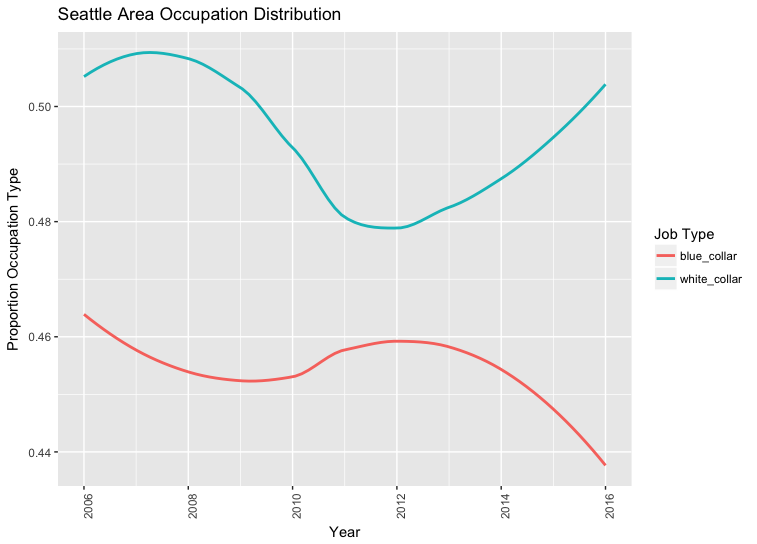 Seattle Area Occupation Distribution
Proportion Occupation Type
0.50
0.48
0.46
0.44
2006
2008
2010
2012
2014
2016
Year
Job Type
blue_collar
white_collar